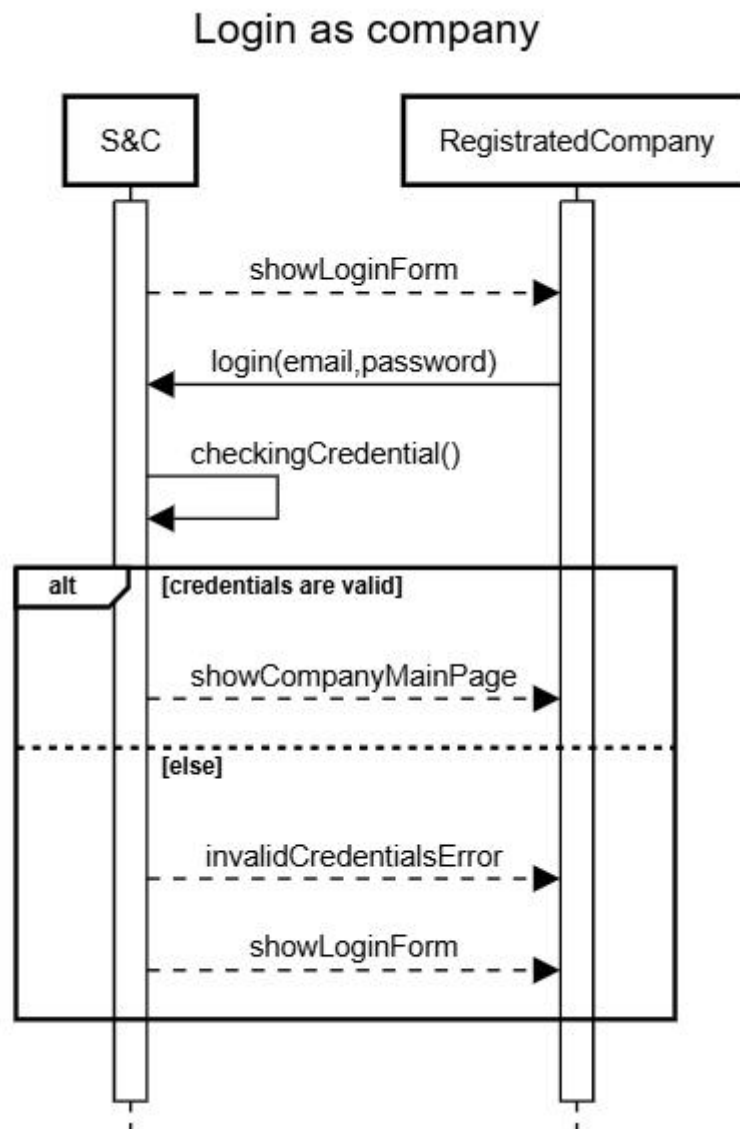 Login as company
S&C
RegistratedCompany
showLoginForm
login(email,password)
checkingCredential()
alt
[credentials are valid]
showCompanyMainPage
[else]
invalidCredentialsError
showLoginForm